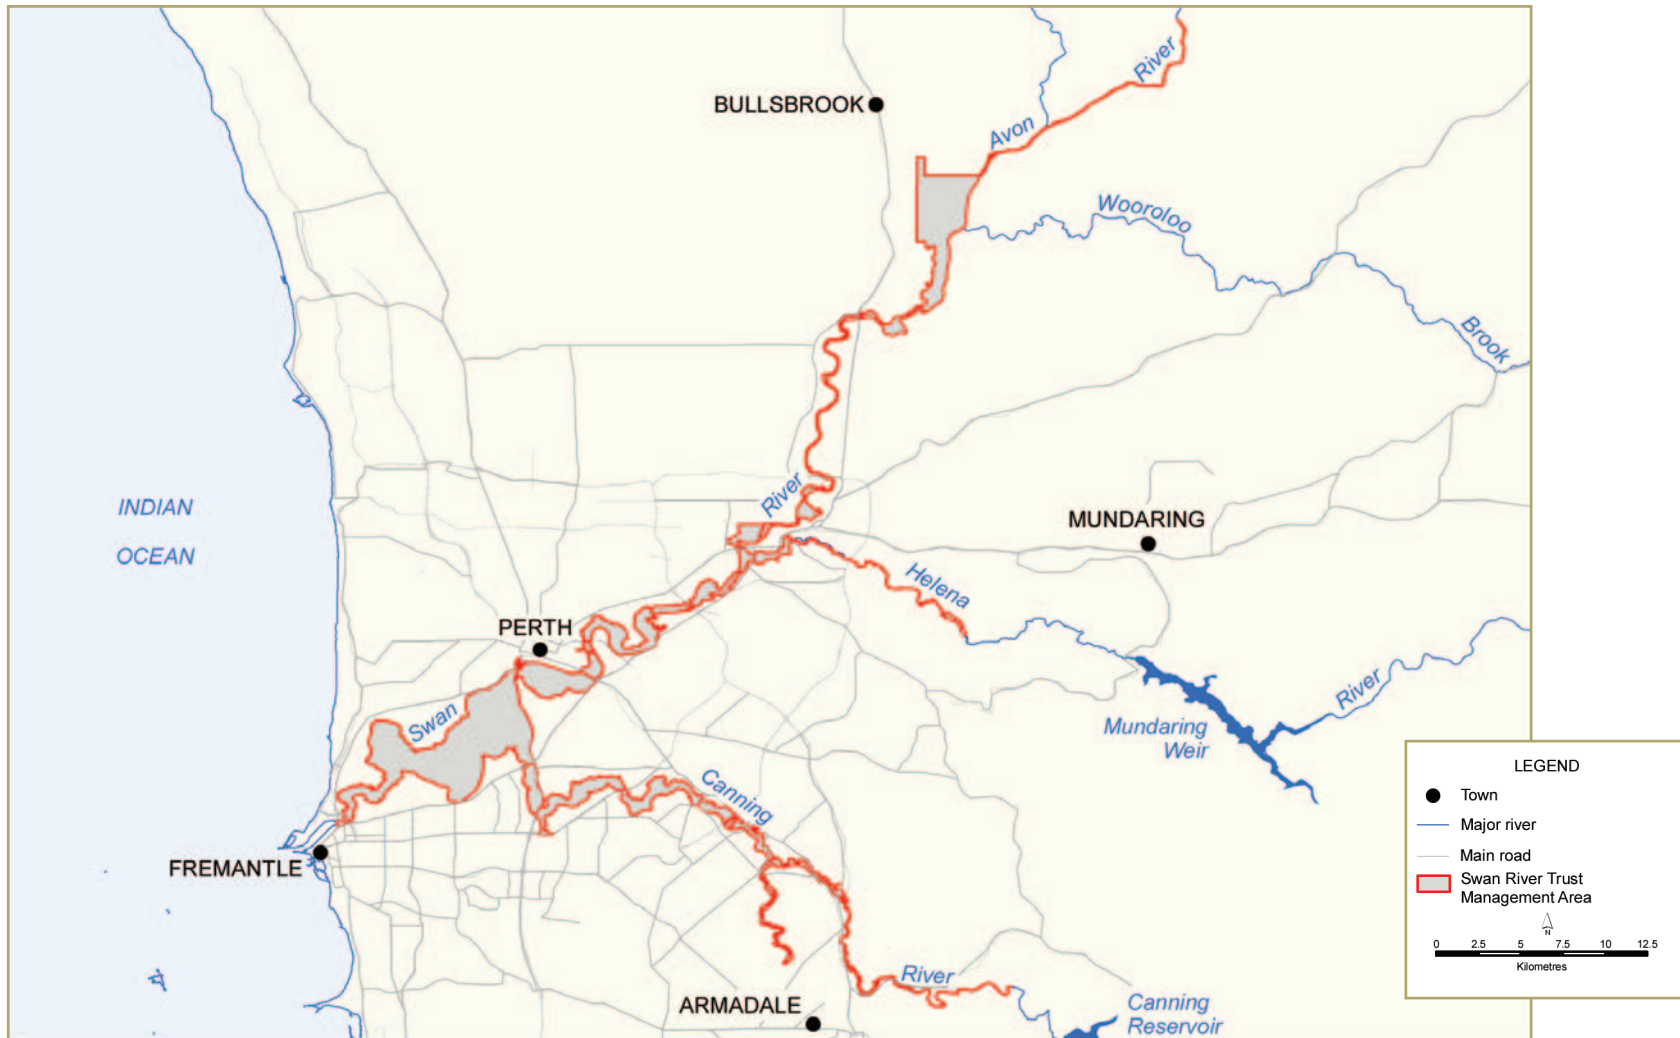 River
BULLSBROOK
Avon
Wooroloo
Brook
INDIAN
OCEAN
River
MUNDARING
Helena
PERTH
Swan
River
Mundaring
Weir
Canning
FREMANTLE
River
ARMADALE
Canning
Reservoir
LEGEND
Town
Major river
Main road
Swan River Trust
Management Area
N
0 2.5 5 7.5 10 12.5
Kilometres